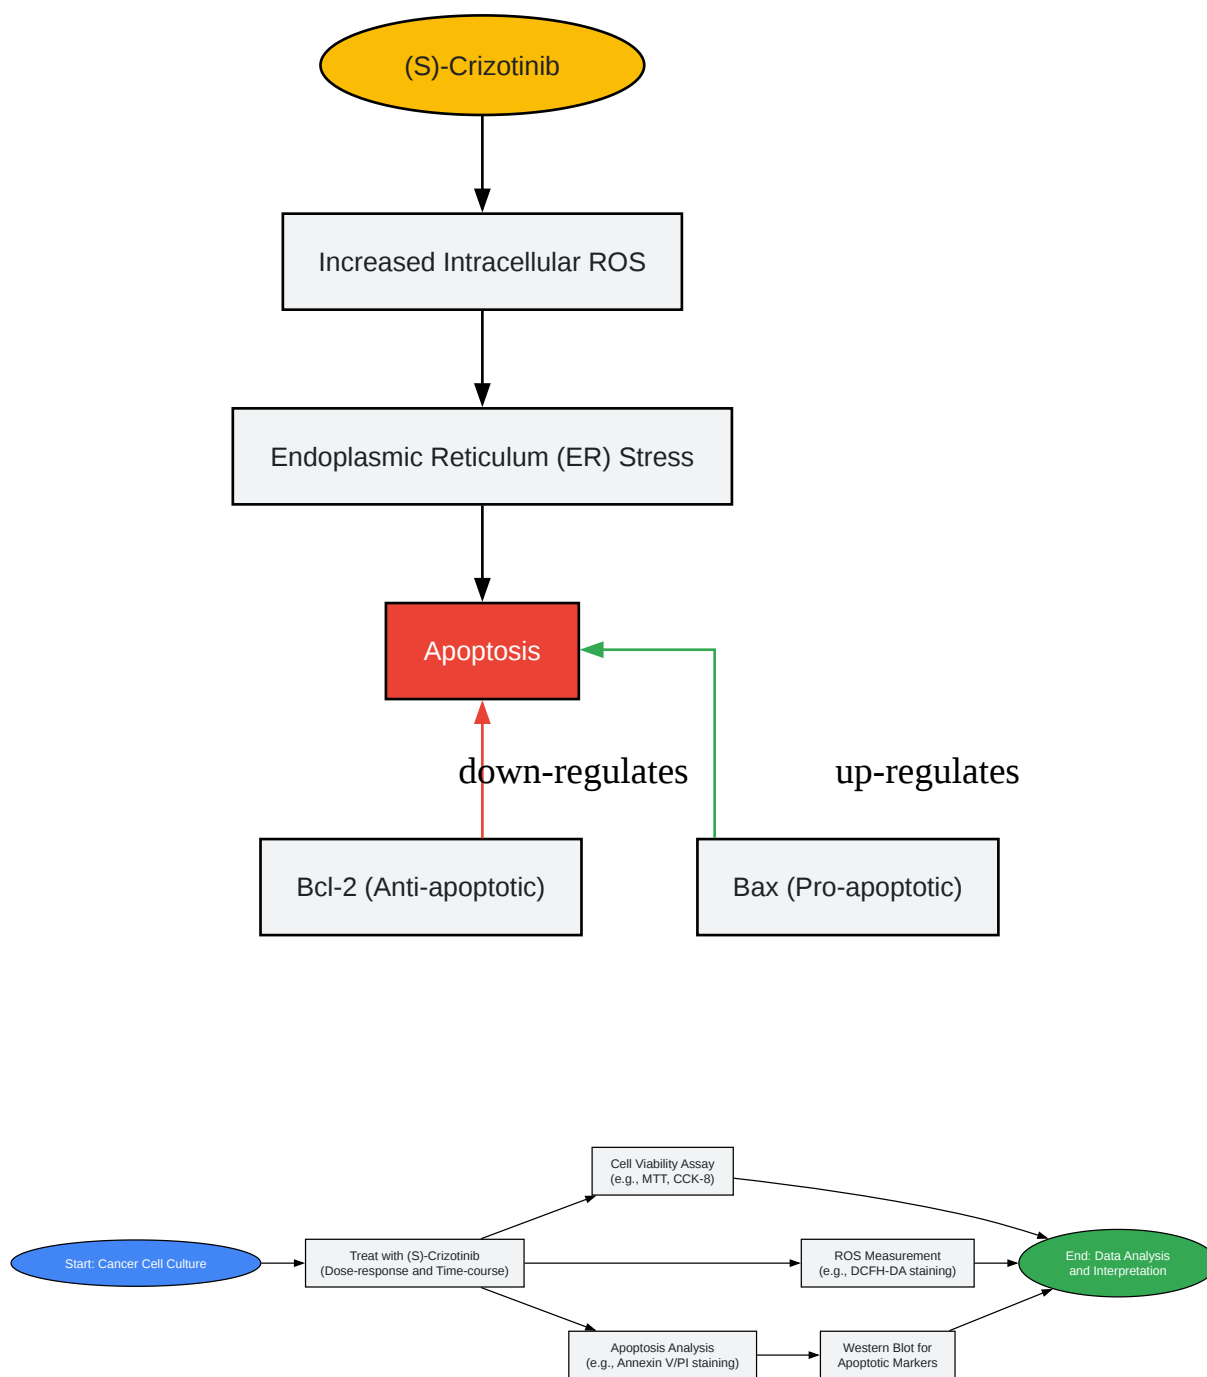 (S)-Crizotinib
Increased Intracellular ROS
Endoplasmic Reticulum (ER) Stress
Apoptosis
down-regulates
up-regulates
Bcl-2 (Anti-apoptotic)
Bax (Pro-apoptotic)
Cell Viability Assay
(e.g., MTT, CCK-8)
Start: Cancer Cell Culture
Treat with (S)-Crizotinib
(Dose-response and Time-course)
ROS Measurement
(e.g., DCFH-DA staining)
End: Data Analysis
and Interpretation
Apoptosis Analysis
(e.g., Annexin V/PI staining)
Western Blot for
Apoptotic Markers